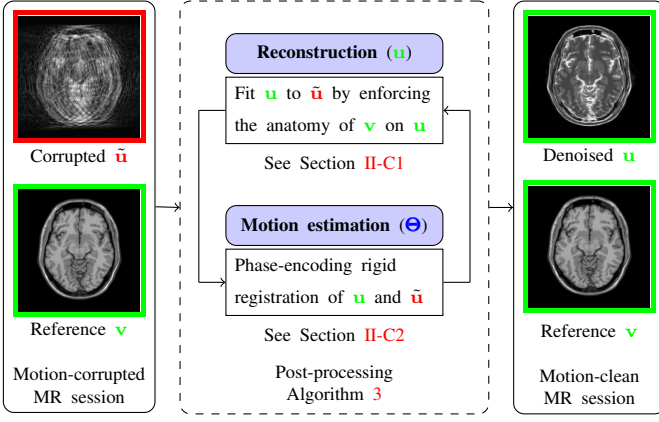 Corrupted ũ
Reference v
Motion-corrupted
MR session
Reconstruction (u)
Fit u to ũ by enforcing
the anatomy of v on u
See Section II-C1
Motion estimation (Θ)
Phase-encoding rigid
registration of u and ũ
See Section II-C2
Post-processing
Algorithm 3
Denoised u
Reference v
Motion-clean
MR session